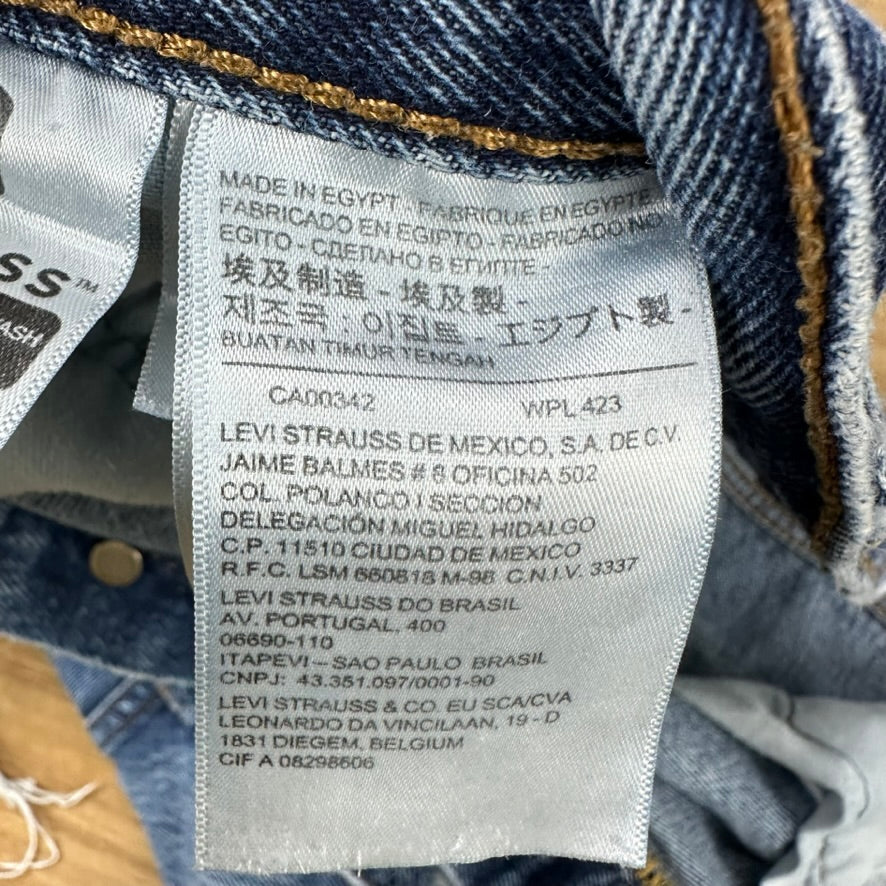 SS™
MADE IN EGYPT - FABRIQUE EN EGYPTE
FABRICADO EN EGIPTO - FABRICADO NO
EGITO - СДЕЛАНО В ЕГИПТЕ -
埃及制造 - 埃及製 -
제조국 : 이집트 - エジプト製 -
BUATAN TIMUR TENGAH
CA00342 WPL 423
LEVI STRAUSS DE MEXICO, S.A. DE C.V.
JAIME BALMES # 8 OFICINA 502
COL. POLANCO I SECCION
DELEGACIÓN MIGUEL HIDALGO
C.P. 11510 CIUDAD DE MEXICO
R.F.C. LSM 660818 M-98 C.N.I.V. 3337
LEVI STRAUSS DO BRASIL
AV. PORTUGAL, 400
06690-110
ITAPEVI – SAO PAULO BRASIL
CNPJ: 43.351.097/0001-90
LEVI STRAUSS & CO. EU SCA/CVA
LEONARDO DA VINCILAAN, 19 - D
1831 DIEGEM, BELGIUM
CIF A 08298606